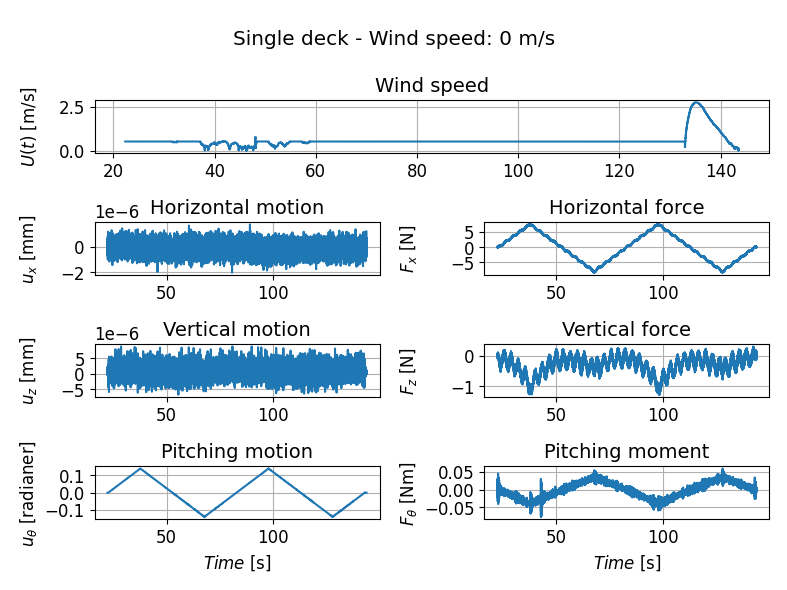 Single deck - Wind speed: 0 m/s
Wind speed
U(t) [m/s]
2.5
0.0
20 40 60 80 100 120 140
Horizontal motion
1e−6
u_x [mm]
0
−2
50 100
Horizontal force
F_x [N]
5
0
−5
50 100
Vertical motion
1e−6
u_z [mm]
5
0
−5
50 100
Vertical force
F_z [N]
0
−1
50 100
Pitching motion
u_θ [radianer]
0.1
0.0
−0.1
50 100
Time [s]
Pitching moment
F_θ [Nm]
0.05
0.00
−0.05
50 100
Time [s]